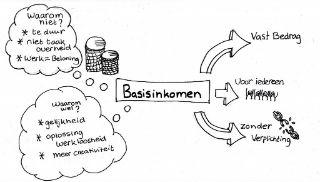 Waarom
niet?
* te duur
* niet taak
overheid
* Werk = Beloning
Basisinkomen
Vast Bedrag
Voor iedereen
zonder
Verplichting
Waarom
wel?
* gelijkheid
* oplossing
werkloosheid
* meer creativiteit